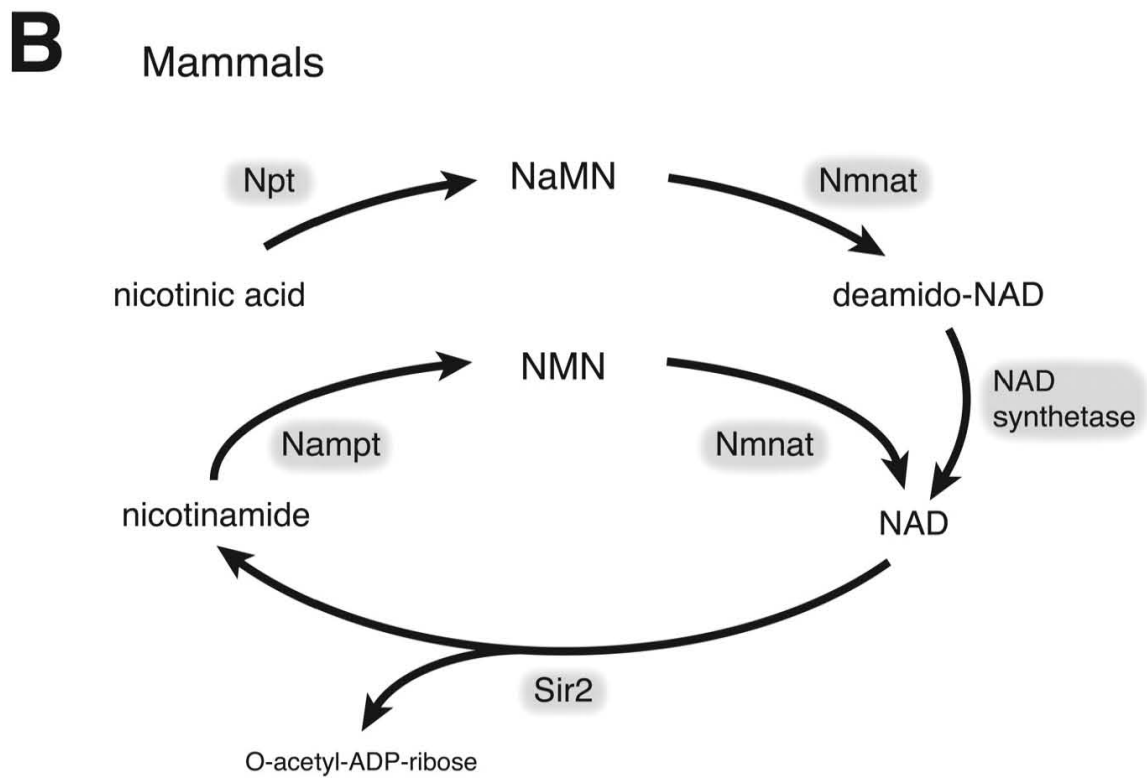 B
Mammals
Npt
NaMN
Nmnat
nicotinic acid
deamido-NAD
NMN
NAD
synthetase
Nampt
Nmnat
nicotinamide
NAD
Sir2
O-acetyl-ADP-ribose